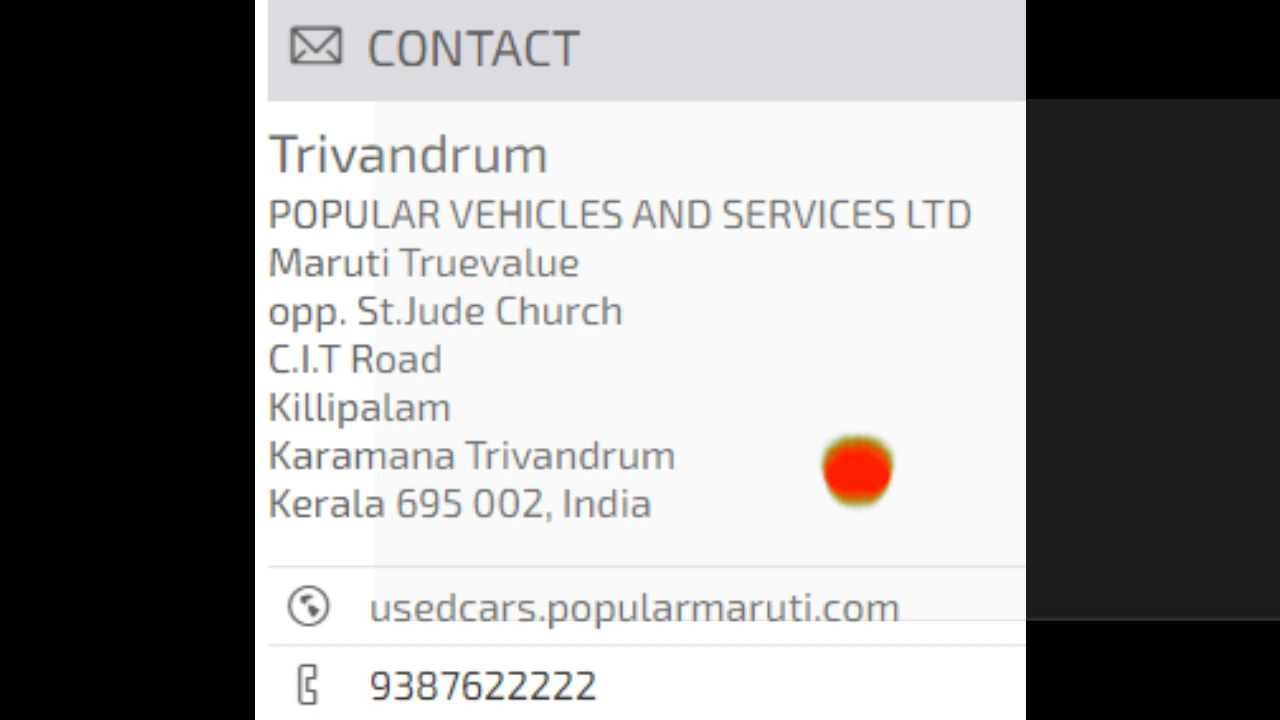 CONTACT
Trivandrum
POPULAR VEHICLES AND SERVICES LTD
Maruti Truevalue
opp. St.Jude Church
C.I.T Road
Killipalam
Karamana Trivandrum
Kerala 695 002, India
usedcars.popularmaruti.com
9387622222